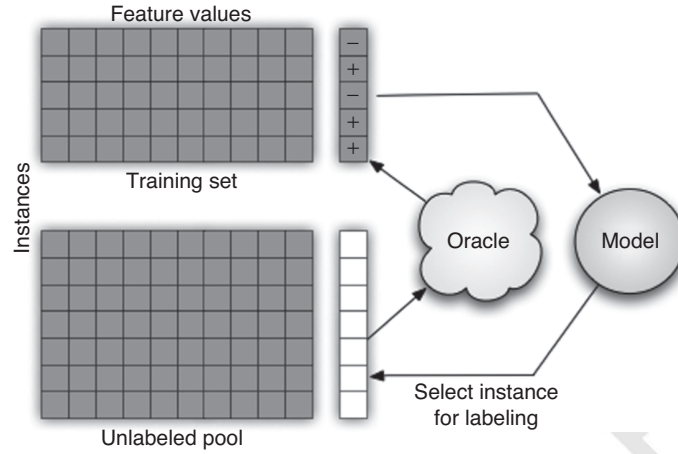 Feature values
−
+
−
+
+
Instances
Training set
Oracle
Model
Select instance
for labeling
Unlabeled pool